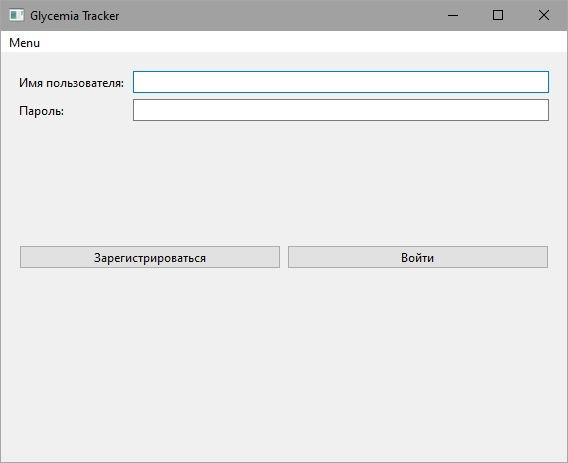 Glycemia Tracker
Menu
Имя пользователя:
Пароль:
Зарегистрироваться Войти